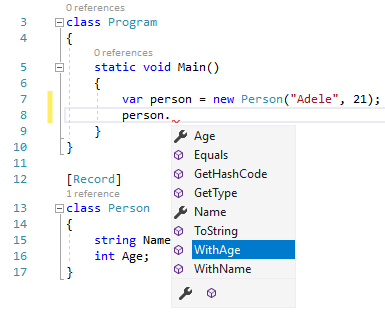 0 references
3 class Program
4 {
0 references
5 static void Main()
6 {
7 var person = new Person("Adele", 21);
8 person.
9 }
10 }
11
12 [Record]
1 reference
13 class Person
14 {
15 string Name
16 int Age;
17 }
Age
Equals
GetHashCode
GetType
Name
ToString
WithAge
WithName